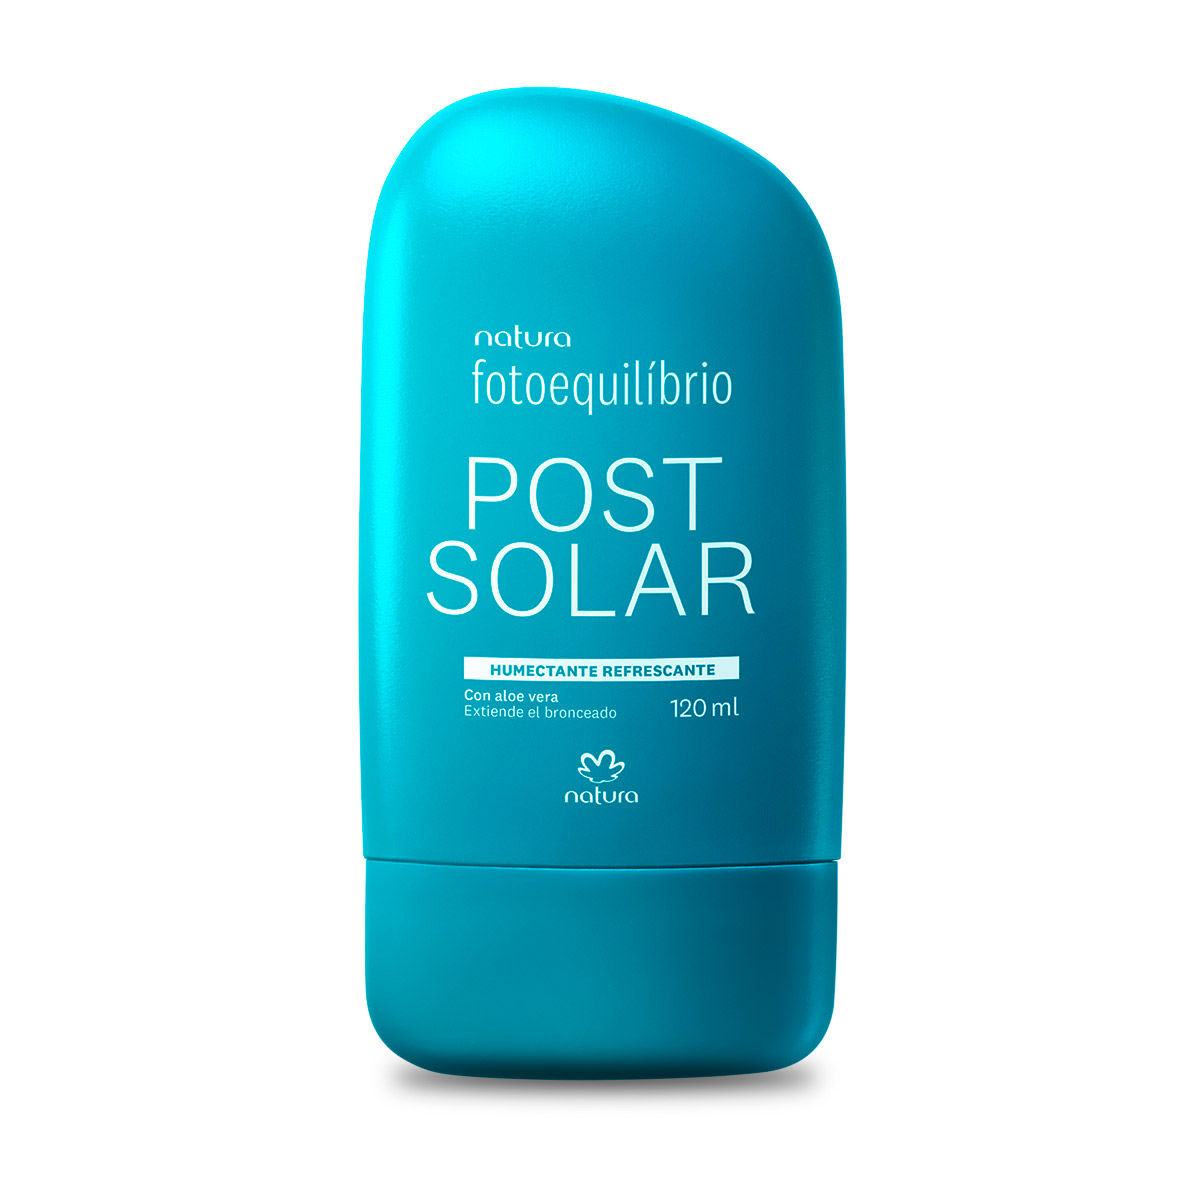 natura
fotoequilíbrio
POST
SOLAR
HUMECTANTE REFRESCANTE
Con aloe vera
Extiende el bronceado
120 ml
natura